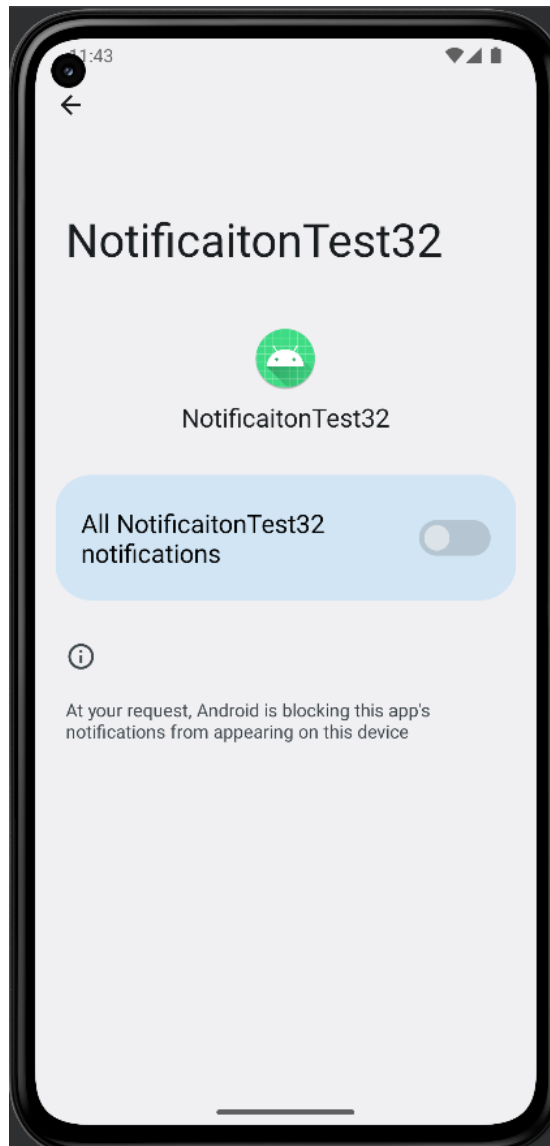 11:43
NotificaitonTest32
NotificaitonTest32
All NotificaitonTest32
notifications
At your request, Android is blocking this app's
notifications from appearing on this device